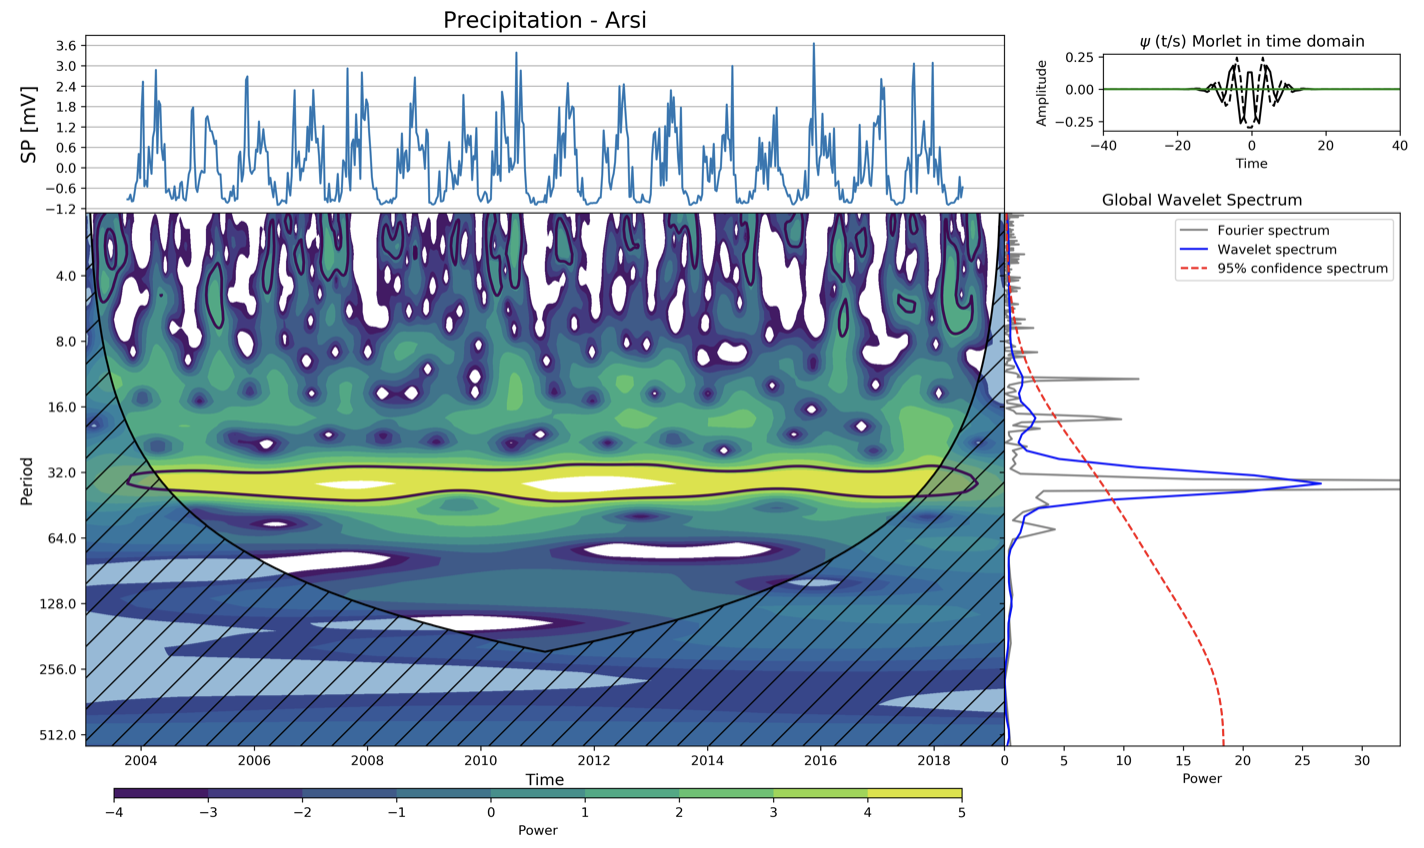 Precipitation - Arsi
SP [mV]
3.6
3.0
2.4
1.8
1.2
0.6
0.0
−0.6
−1.2
ψ (t/s) Morlet in time domain
Amplitude
0.25
0.00
−0.25
−40 −20 0 20 40
Time
Period
4.0
8.0
16.0
32.0
64.0
128.0
256.0
512.0
2004 2006 2008 2010 2012 2014 2016 2018
Time
Global Wavelet Spectrum
Fourier spectrum
Wavelet spectrum
95% confidence spectrum
0 5 10 15 20 25 30
Power
−4 −3 −2 −1 0 1 2 3 4 5
Power